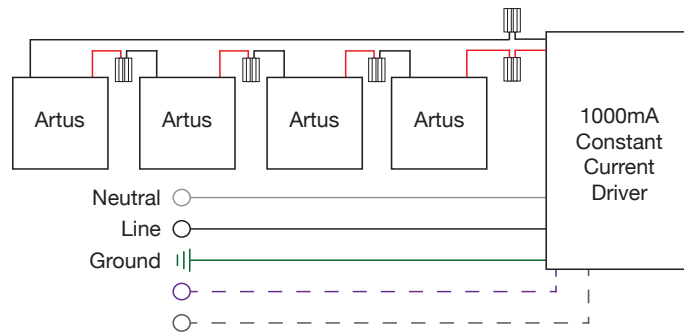 Artus
Artus
Artus
Artus
1000mA
Constant
Current
Driver
Neutral
Line
Ground